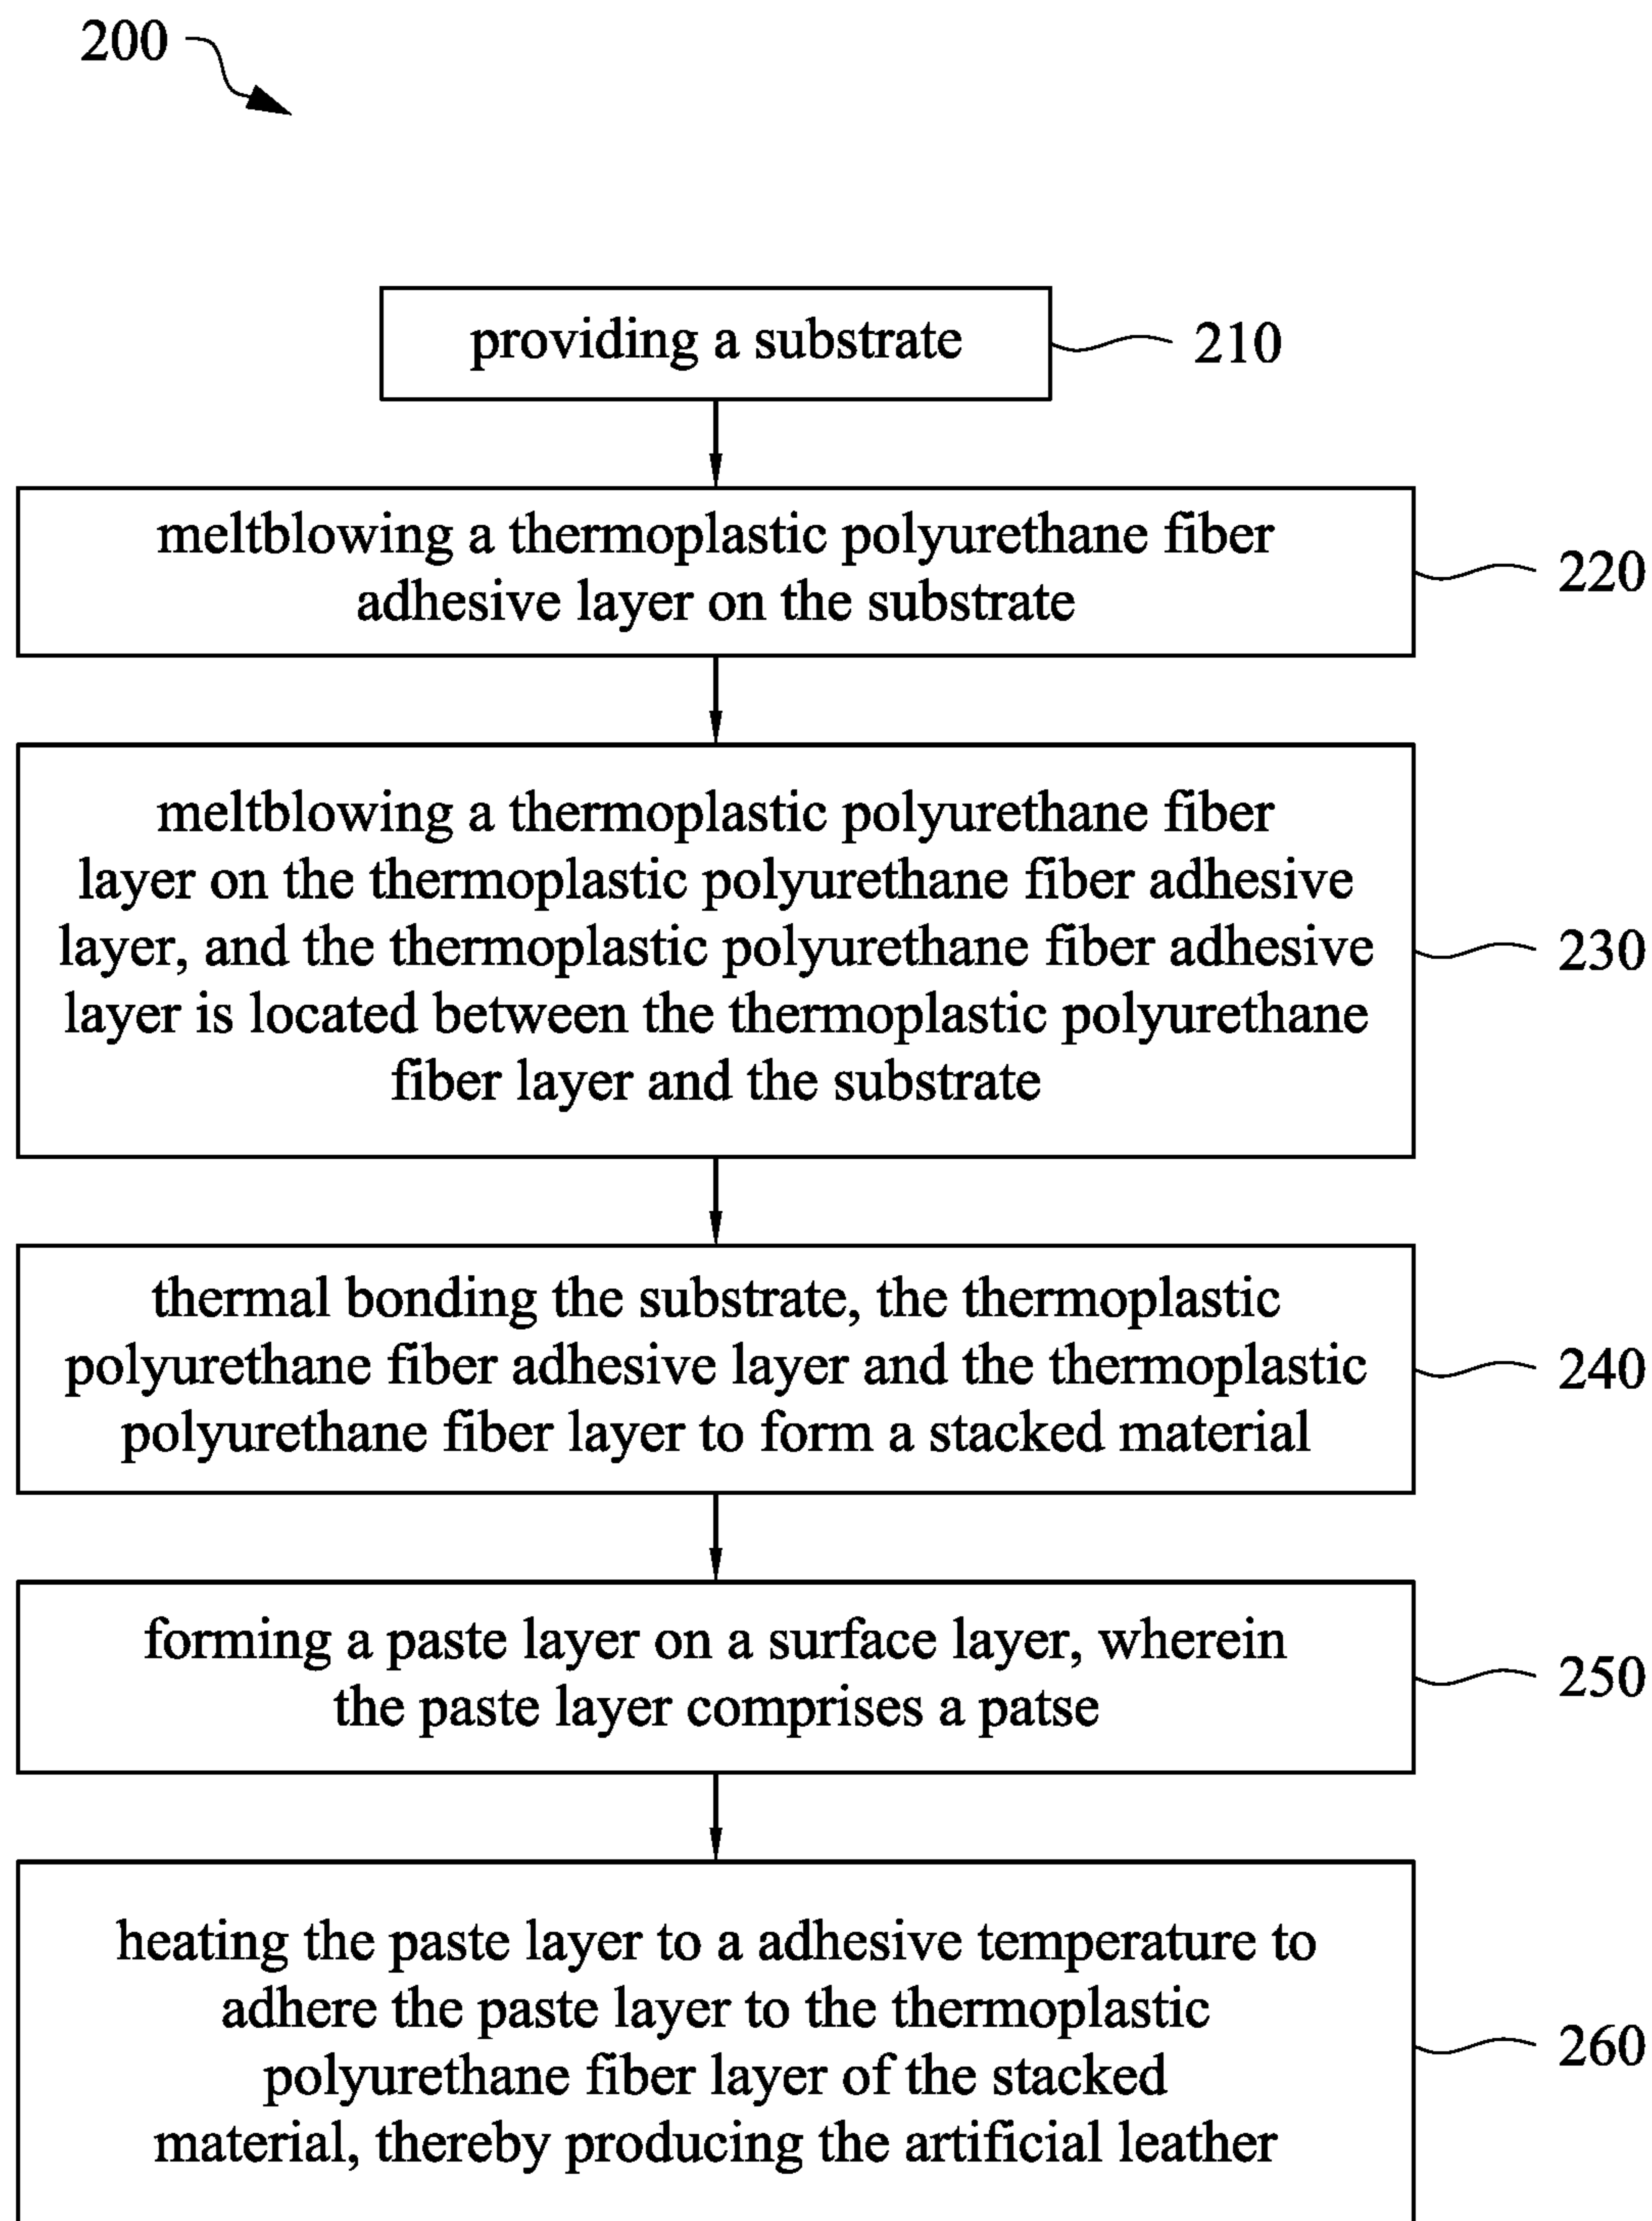 200
providing a substrate
210
meltblowing a thermoplastic polyurethane fiber
adhesive layer on the substrate
220
meltblowing a thermoplastic polyurethane fiber
layer on the thermoplastic polyurethane fiber adhesive
layer, and the thermoplastic polyurethane fiber adhesive
layer is located between the thermoplastic polyurethane
fiber layer and the substrate
230
thermal bonding the substrate, the thermoplastic
polyurethane fiber adhesive layer and the thermoplastic
polyurethane fiber layer to form a stacked material
240
forming a paste layer on a surface layer, wherein
the paste layer comprises a patse
250
heating the paste layer to a adhesive temperature to
adhere the paste layer to the thermoplastic
polyurethane fiber layer of the stacked
material, thereby producing the artificial leather
260